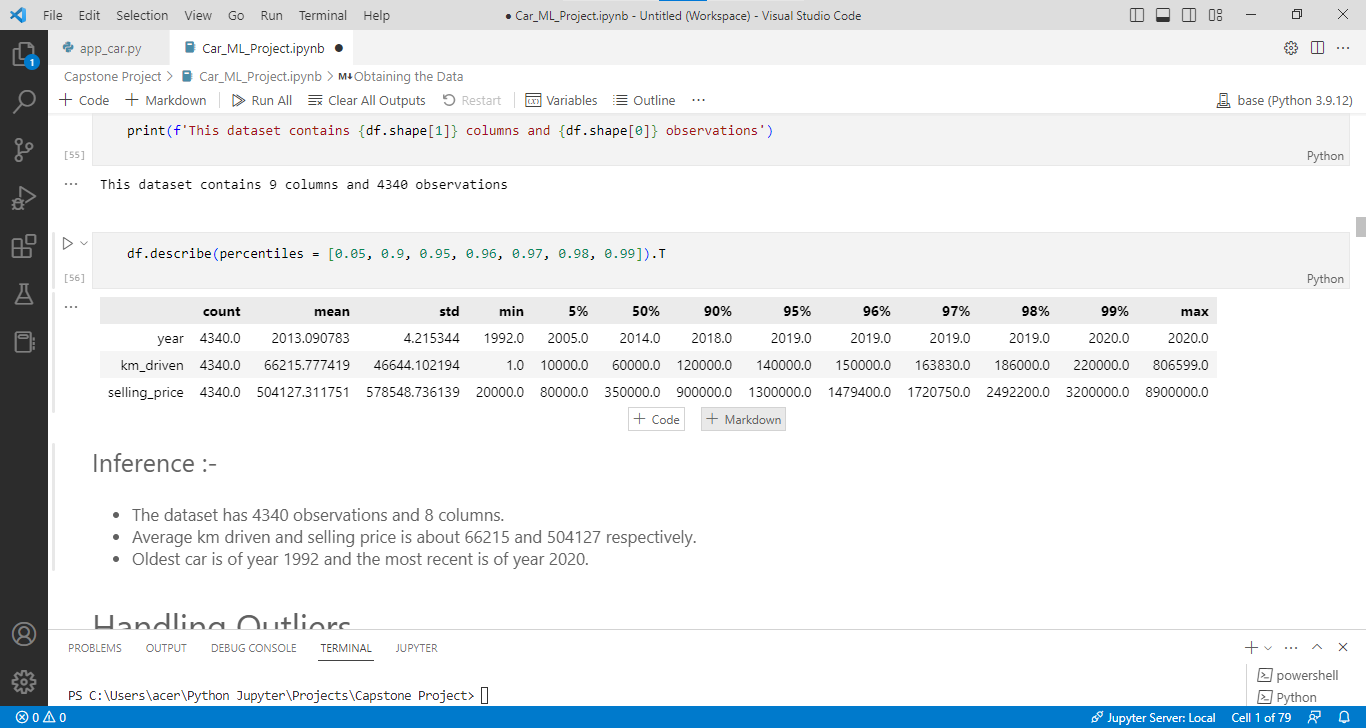 File Edit Selection View Go Run Terminal Help ● Car_ML_Project.ipynb - Untitled (Workspace) - Visual Studio Code
app_car.py Car_ML_Project.ipynb ●
1
Capstone Project > Car_ML_Project.ipynb > M↓Obtaining the Data
+ Code + Markdown Run All Clear All Outputs Restart Variables Outline ··· base (Python 3.9.12)
print(f'This dataset contains {df.shape[1]} columns and {df.shape[0]} observations')
[55] Python
··· This dataset contains 9 columns and 4340 observations
df.describe(percentiles = [0.05, 0.9, 0.95, 0.96, 0.97, 0.98, 0.99]).T
[56] Python
··· count mean std min 5% 50% 90% 95% 96% 97% 98% 99% max
year 4340.0 2013.090783 4.215344 1992.0 2005.0 2014.0 2018.0 2019.0 2019.0 2019.0 2019.0 2020.0 2020.0
km_driven 4340.0 66215.777419 46644.102194 1.0 10000.0 60000.0 120000.0 140000.0 150000.0 163830.0 186000.0 220000.0 806599.0
selling_price 4340.0 504127.311751 578548.736139 20000.0 80000.0 350000.0 900000.0 1300000.0 1479400.0 1720750.0 2492200.0 3200000.0 8900000.0
+ Code + Markdown
Inference :-
• The dataset has 4340 observations and 8 columns.
• Average km driven and selling price is about 66215 and 504127 respectively.
• Oldest car is of year 1992 and the most recent is of year 2020.
Handling Outliers
PROBLEMS OUTPUT DEBUG CONSOLE TERMINAL JUPYTER
powershell
PS C:\Users\acer\Python Jupyter\Projects\Capstone Project>
Python
0 0 Jupyter Server: Local Cell 1 of 79